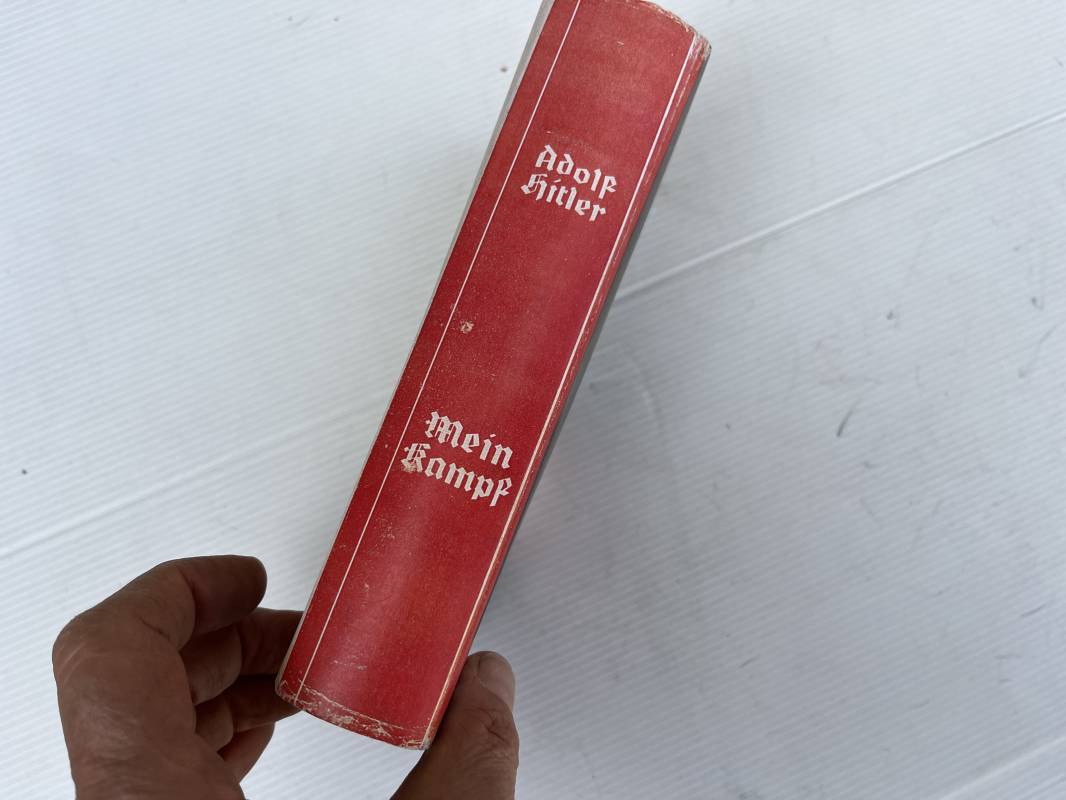 Adolf
Hitler
Mein
Kampf